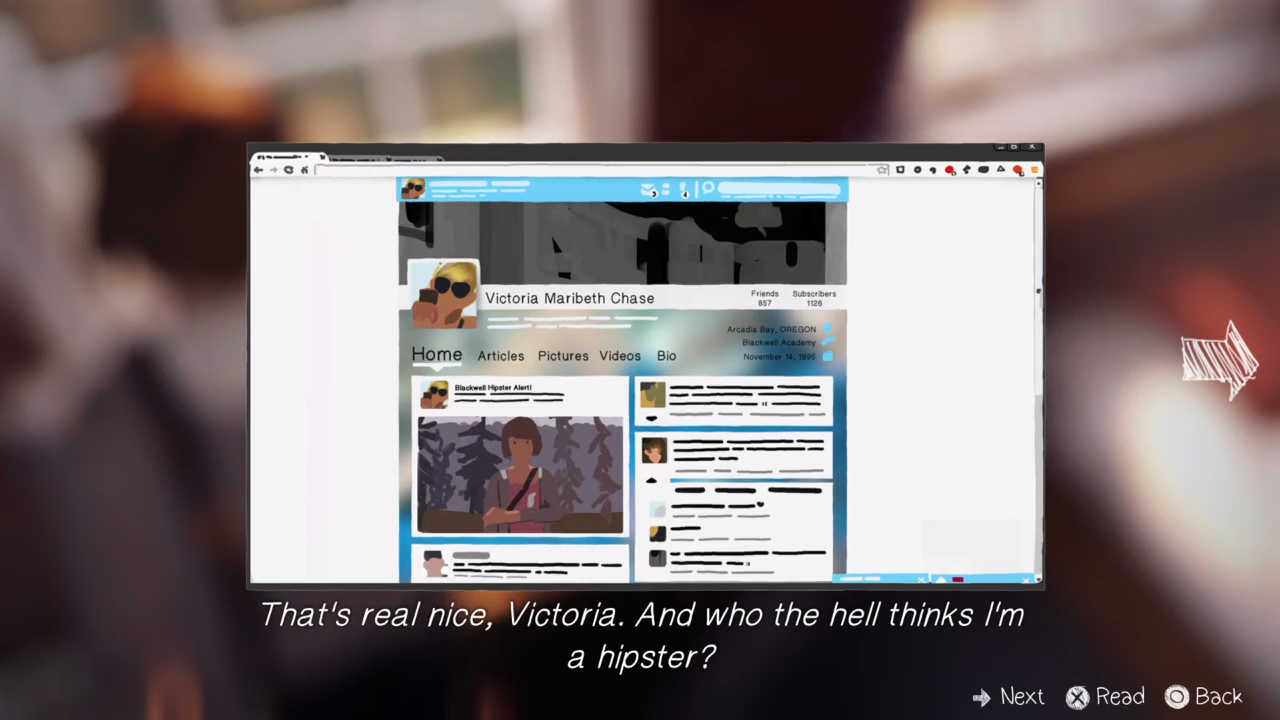 Victoria Maribeth Chase
Friends
857
Subscribers
1126
Arcadia Bay, OREGON
Blackwell Academy
November 14, 1995
Home Articles Pictures Videos Bio
Blackwell Hipster Alert!
That's real nice, Victoria. And who the hell thinks I'm
a hipster?
Next Read Back